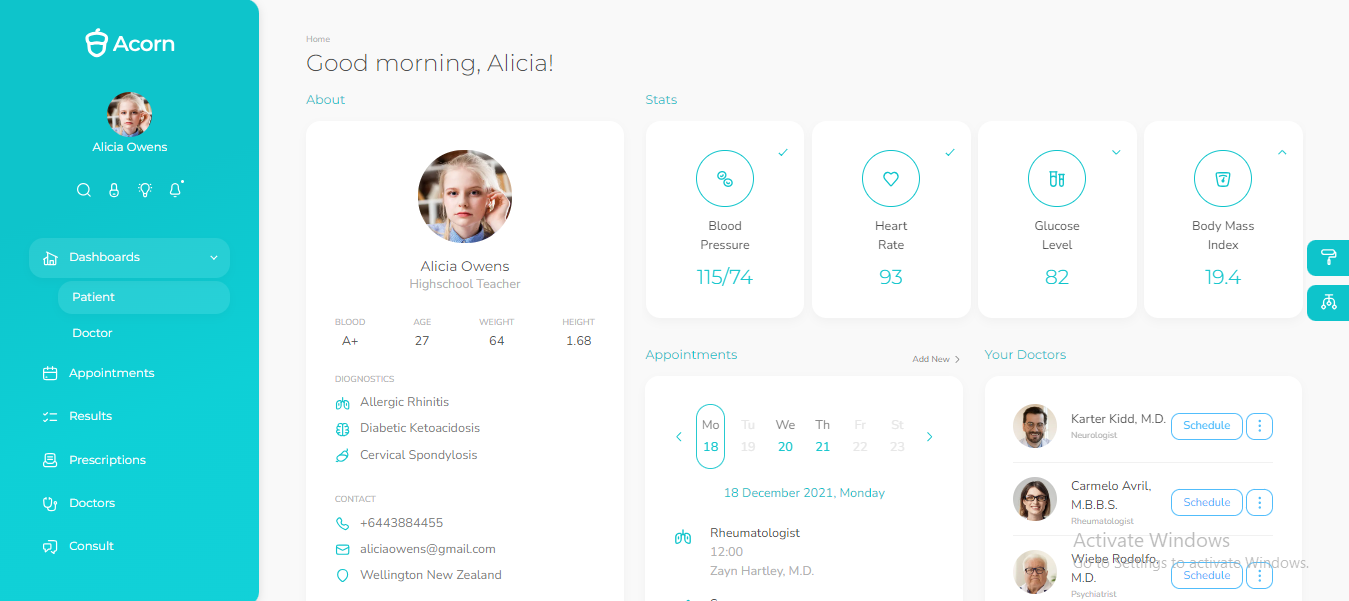 Acorn
Alicia Owens
Dashboards
Patient
Doctor
Appointments
Results
Prescriptions
Doctors
Consult
Home
Good morning, Alicia!
About
Alicia Owens
Highschool Teacher
BLOOD AGE WEIGHT HEIGHT
A+ 27 64 1.68
DIOGNOSTICS
Allergic Rhinitis
Diabetic Ketoacidosis
Cervical Spondylosis
CONTACT
+6443884455
aliciaowens@gmail.com
Wellington New Zealand
Stats
Blood
Pressure
115/74
Heart
Rate
93
Glucose
Level
82
Body Mass
Index
19.4
Appointments
Add New
Mo Tu We Th Fr St
18 19 20 21 22 23
18 December 2021, Monday
Rheumatologist
12:00
Zayn Hartley, M.D.
Your Doctors
Karter Kidd, M.D.
Neurologist
Schedule
Carmelo Avril,
M.B.B.S.
Rheumatologist
Schedule
Wiebe Rodolfo,
M.D.
Psychiatrist
Schedule
Activate Windows
Go to Settings to activate Windows.